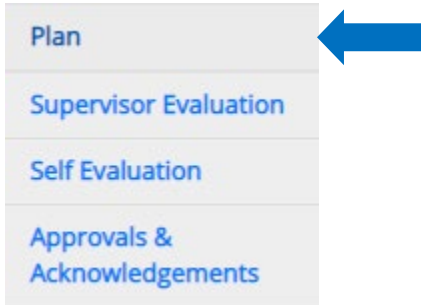 Plan
Supervisor Evaluation
Self Evaluation
Approvals &
Acknowledgements